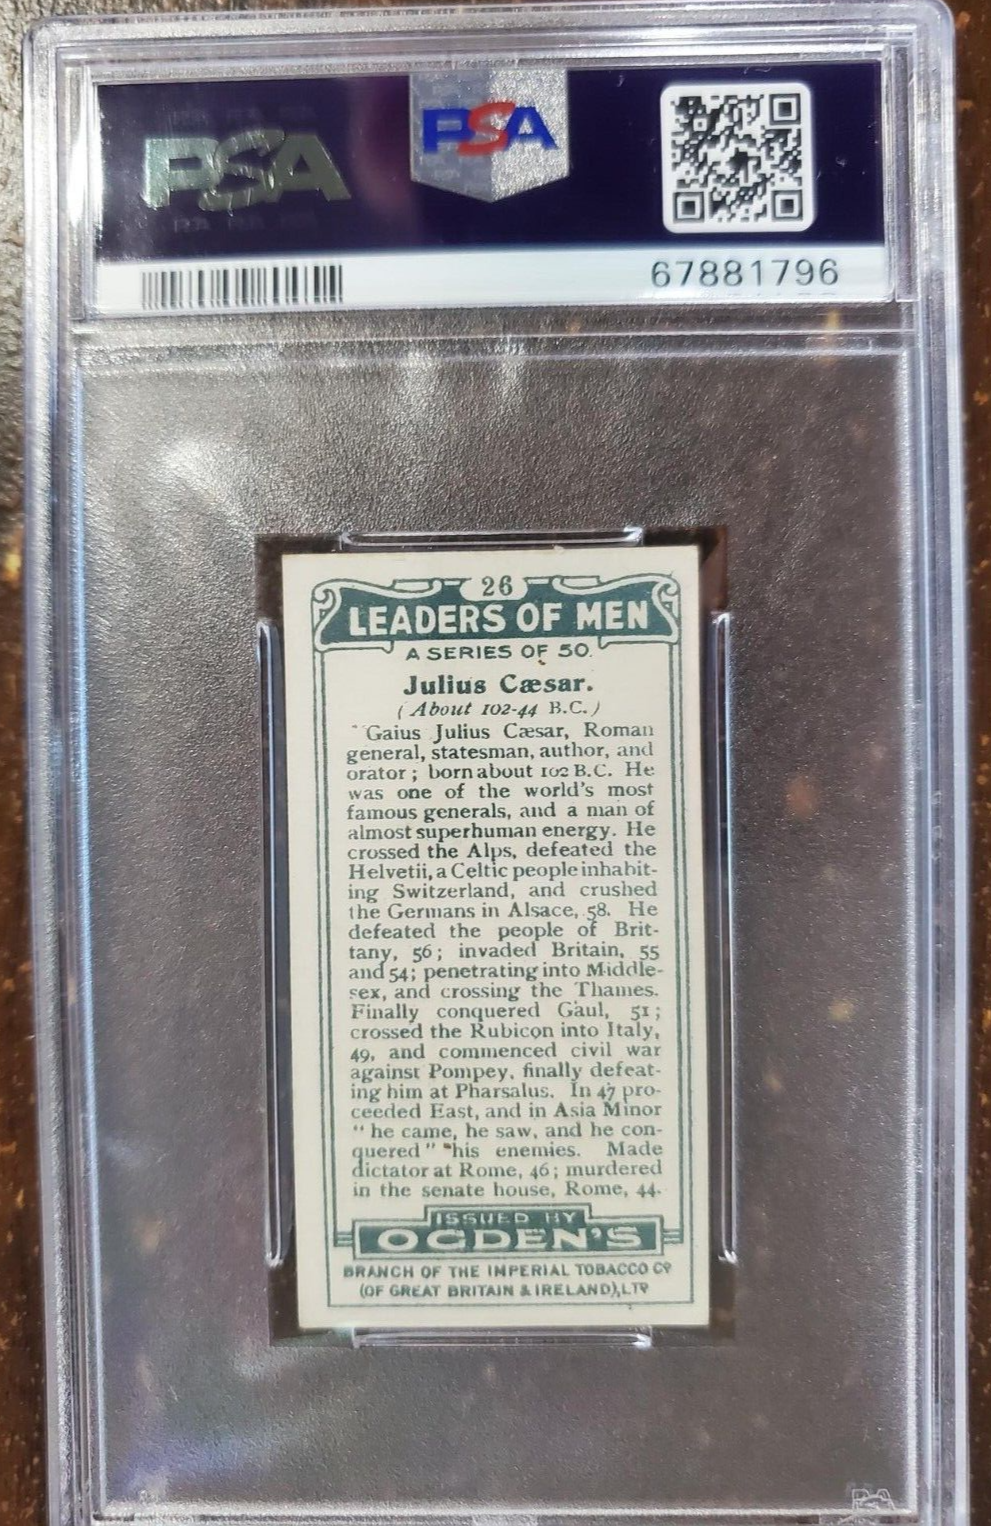 PSA
PSA
67881796
26
LEADERS OF MEN
A SERIES OF 50.
Julius Cæsar.
(About 102-44 B.C.)
Gaius Julius Cæsar, Roman
general, statesman, author, and
orator; born about 102 B.C. He
was one of the world's most
famous generals, and a man of
almost superhuman energy. He
crossed the Alps, defeated the
Helvetii, a Celtic people inhabit-
ing Switzerland, and crushed
the Germans in Alsace, 58. He
defeated the people of Brit-
tany, 56; invaded Britain, 55
and 54; penetrating into Middle-
sex, and crossing the Thames.
Finally conquered Gaul, 51;
crossed the Rubicon into Italy,
49, and commenced civil war
against Pompey, finally defeat-
ing him at Pharsalus. In 47 pro-
ceeded East, and in Asia Minor
"he came, he saw, and he con-
quered" his enemies. Made
dictator at Rome, 46; murdered
in the senate house, Rome, 44.
ISSUED BY
OGDEN'S
BRANCH OF THE IMPERIAL TOBACCO Cº
(OF GREAT BRITAIN & IRELAND), LTD
PSA